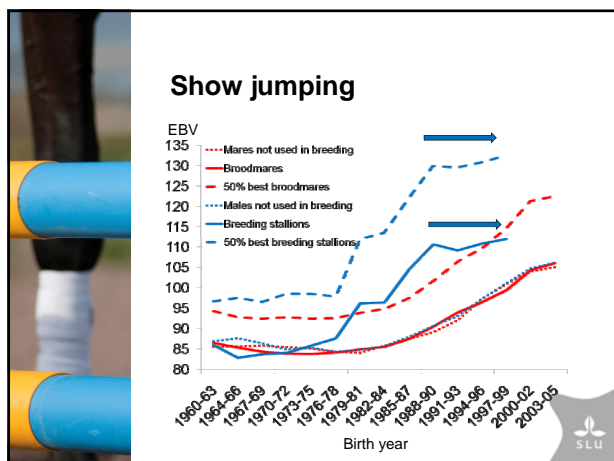 Show jumping
EBV
135
130
125
120
115
110
105
100
95
90
85
80
Mares not used in breeding
Broodmares
50% best broodmares
Males not used in breeding
Breeding stallions
50% best breeding stallions
1960-63
1964-66
1967-69
1970-72
1973-75
1976-78
1979-81
1982-84
1985-87
1988-90
1991-93
1994-96
1997-99
2000-02
2003-05
Birth year
SLU